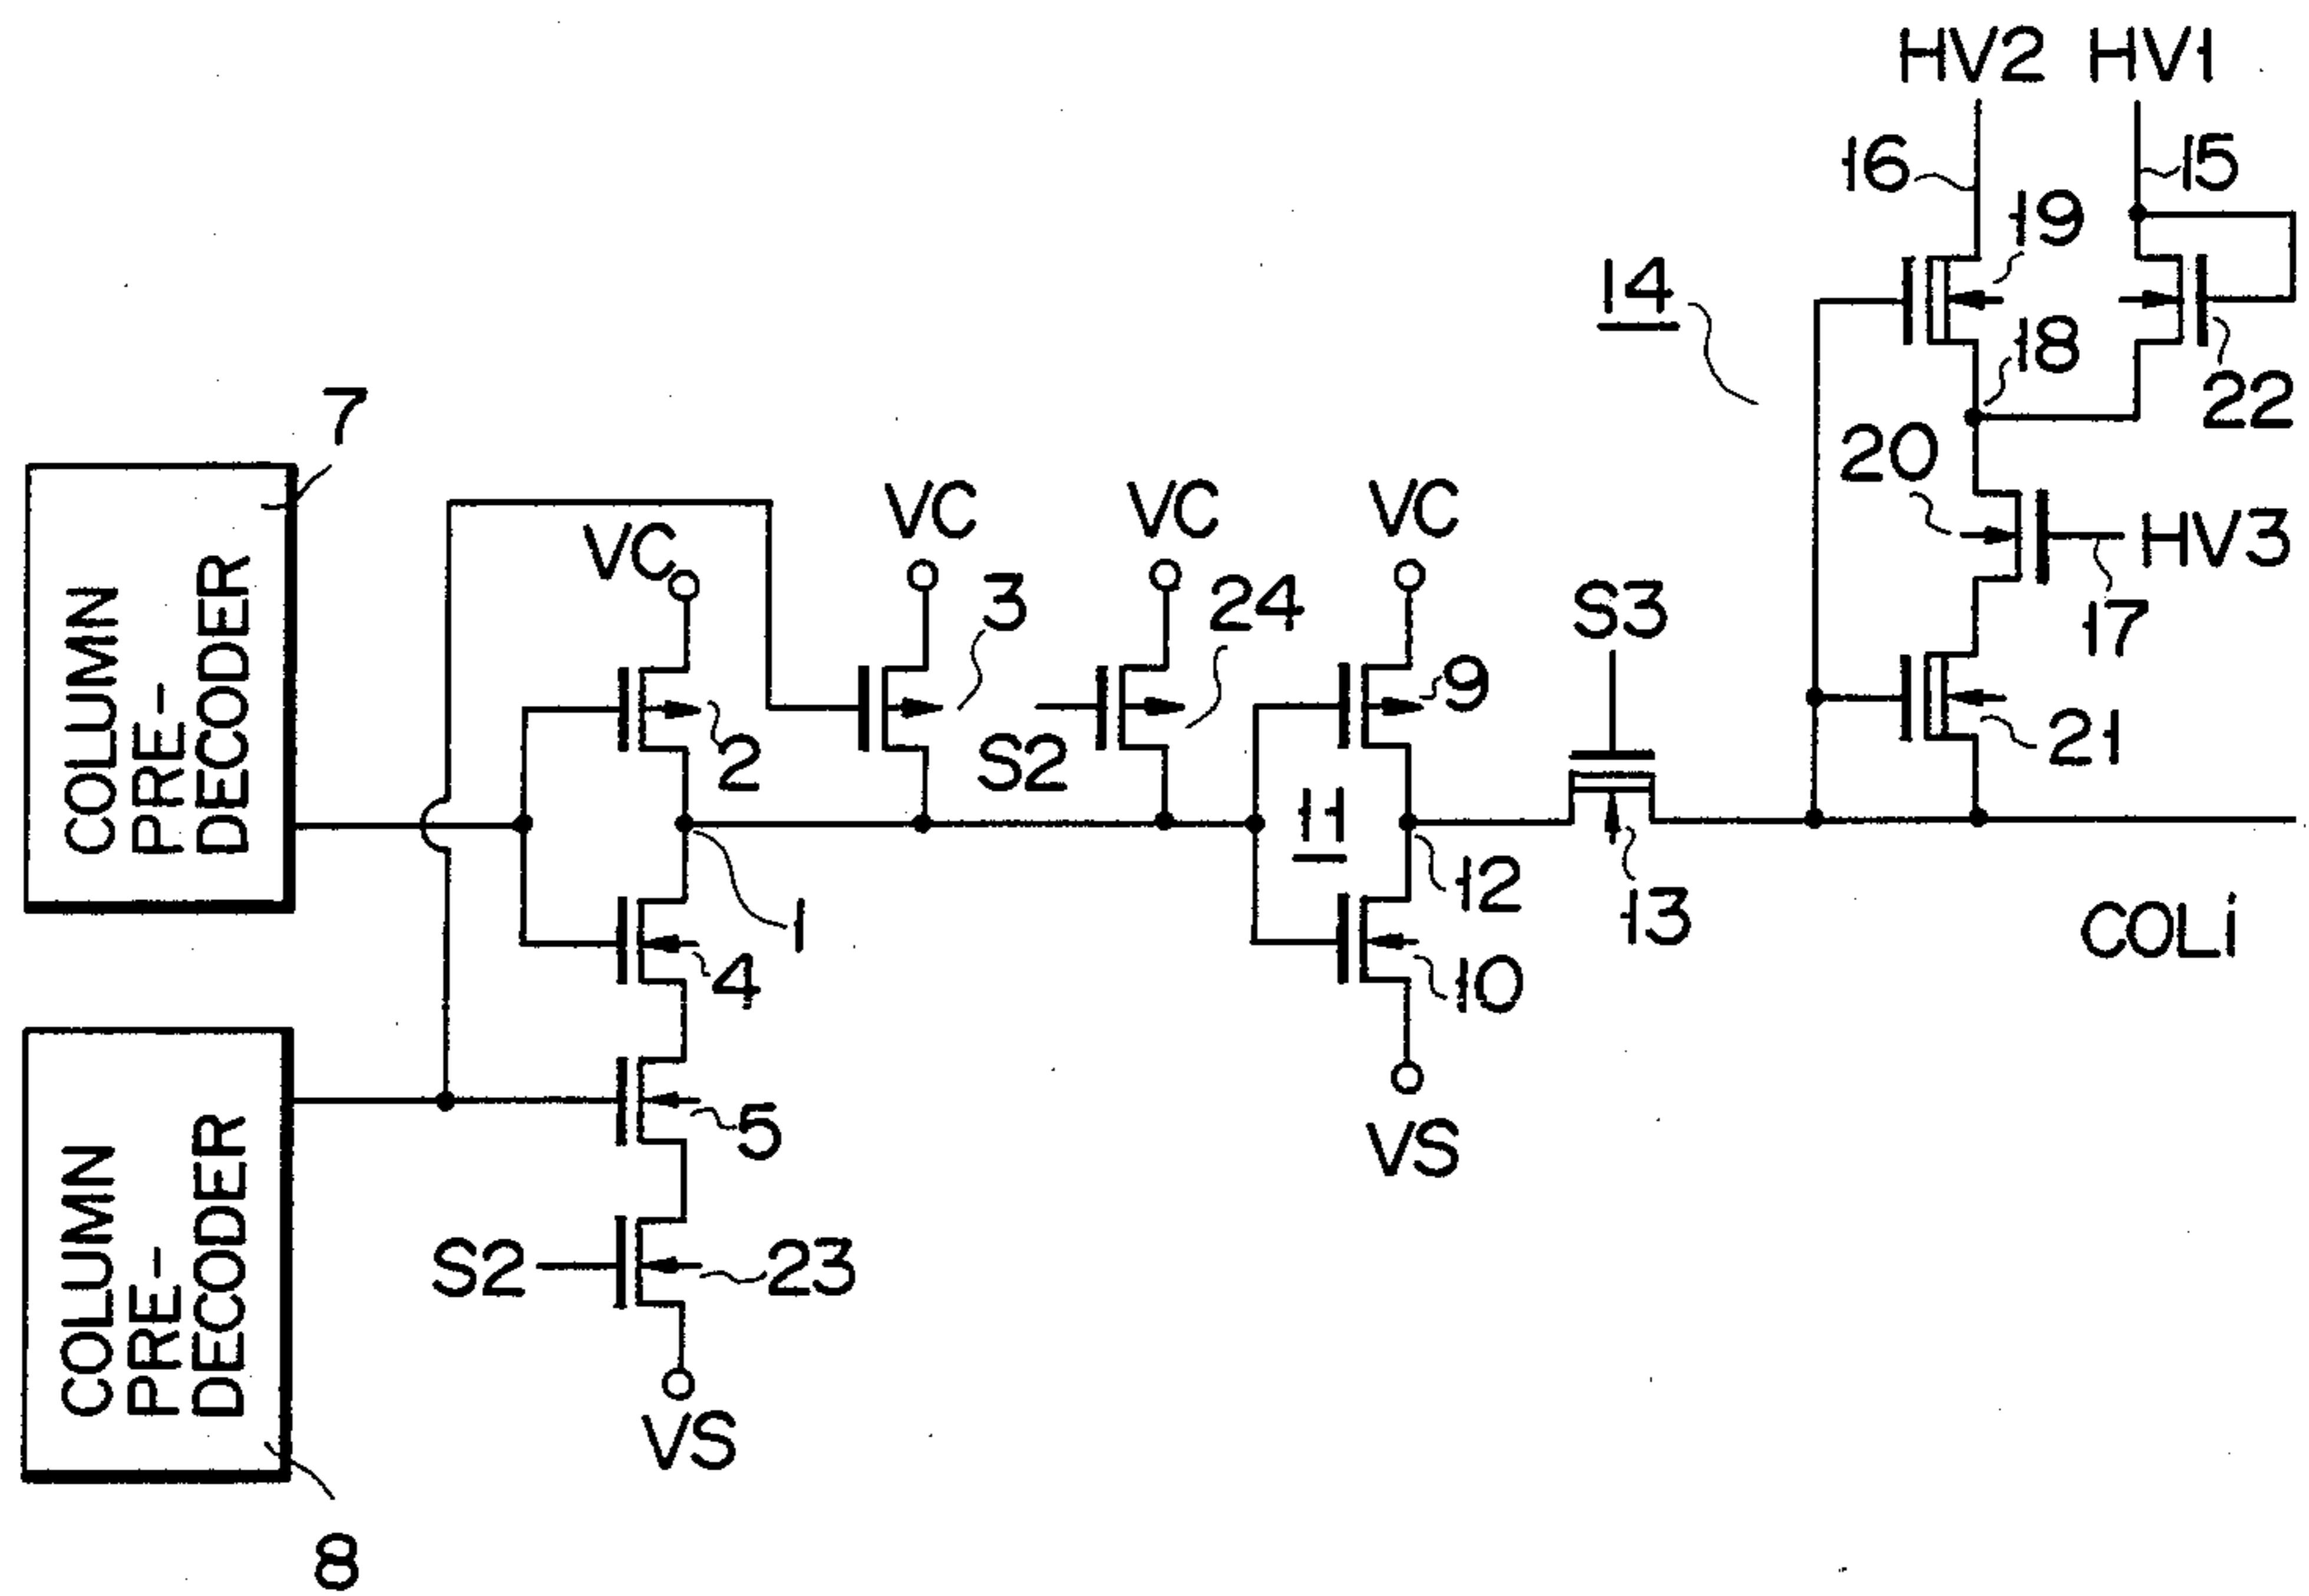 HV2 HV1
16
15
19
14
18
22
7
20
VC VC VC VC
HV3
3
24
S3
17
9
COLUMN
PRE-
DECODER
2
S2
21
11
1
12
13
COLi
4
10
COLUMN
PRE-
DECODER
5
VS
S2
23
VS
8